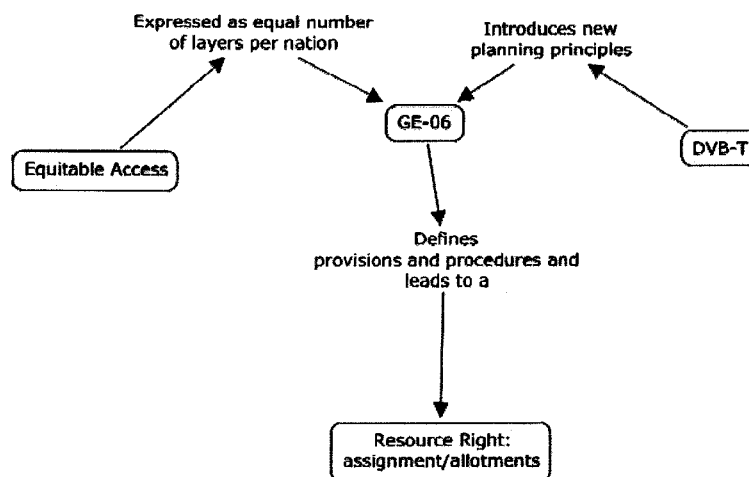 Expressed as equal number
of layers per nation
Introduces new
planning principles
GE-06
Equitable Access
DVB-T
Defines
provisions and procedures and
leads to a
Resource Right:
assignment/allotments